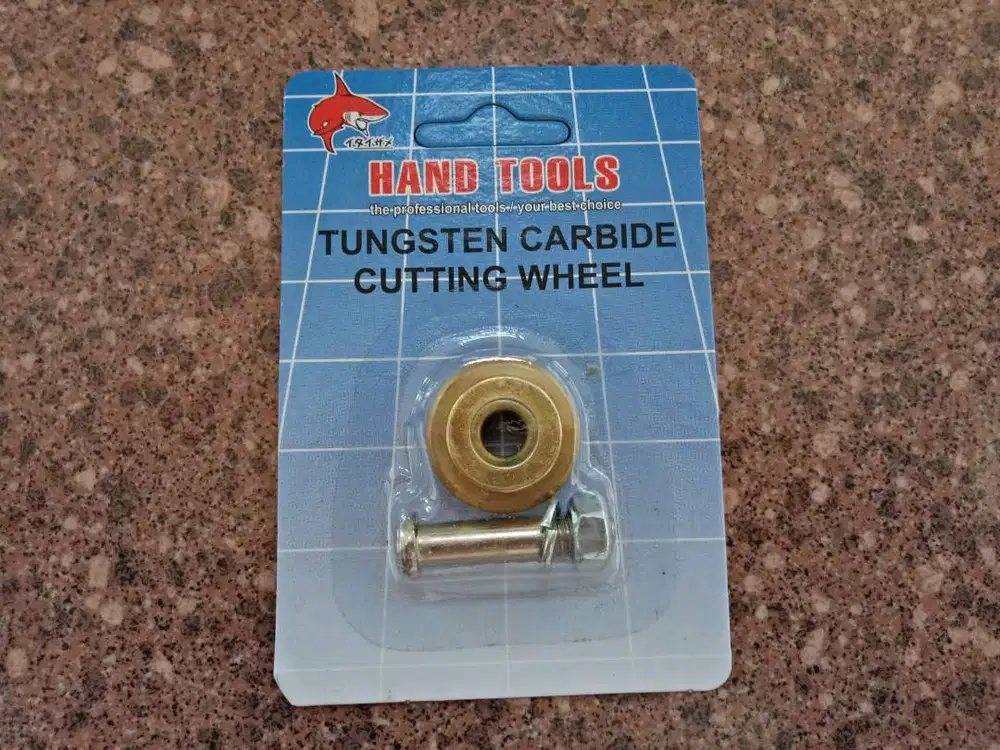 HAND TOOLS
the professional tools / your best choice
TUNGSTEN CARBIDE
CUTTING WHEEL